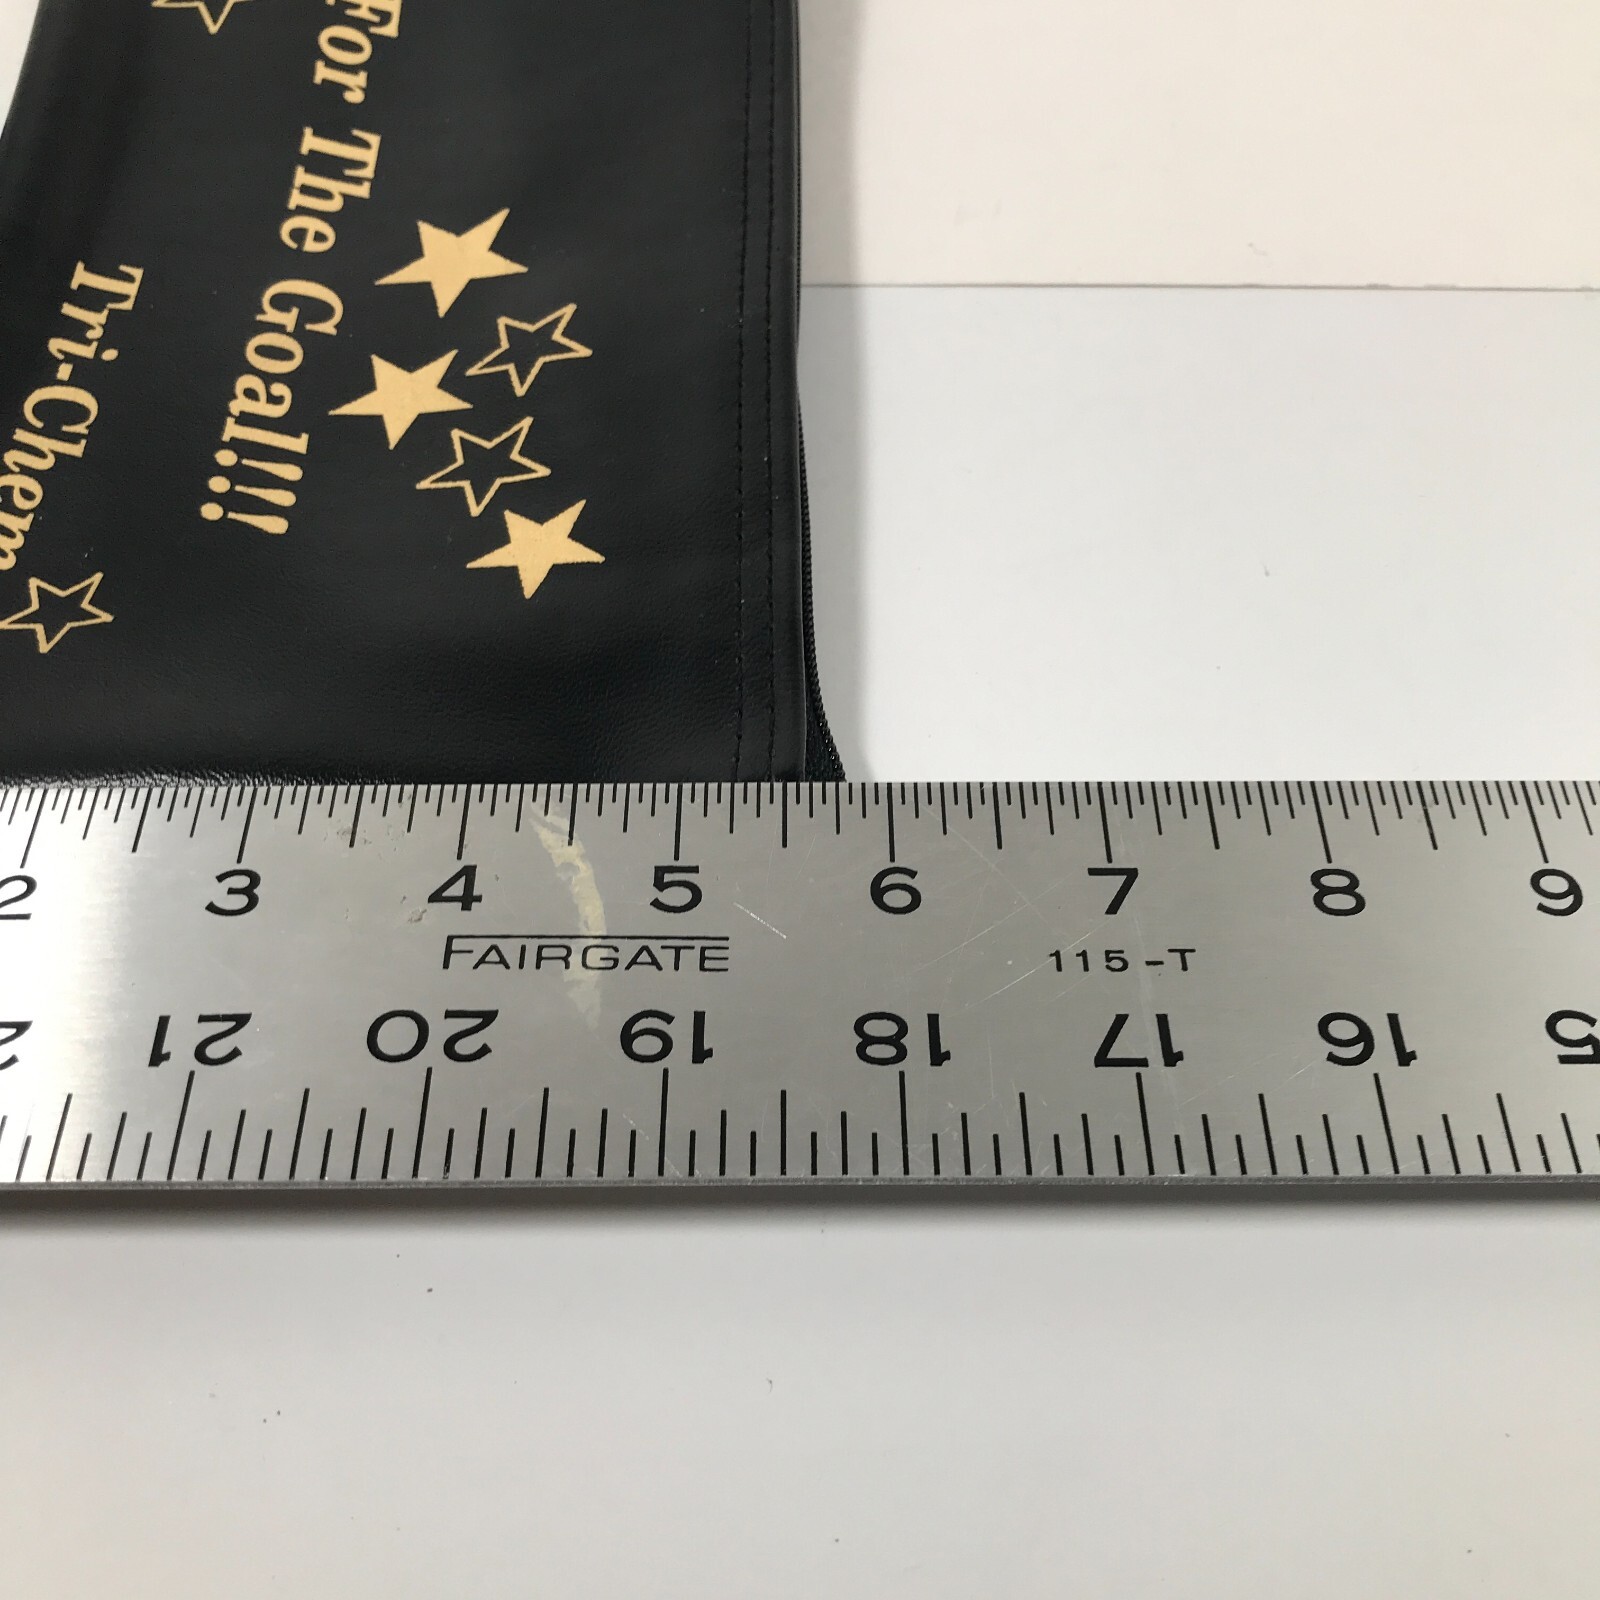 For The Goal!!!
Tri-Chem
2 3 4 5 6 7 8 9
FAIRGATE 115-T
21 20 19 18 17 16 15